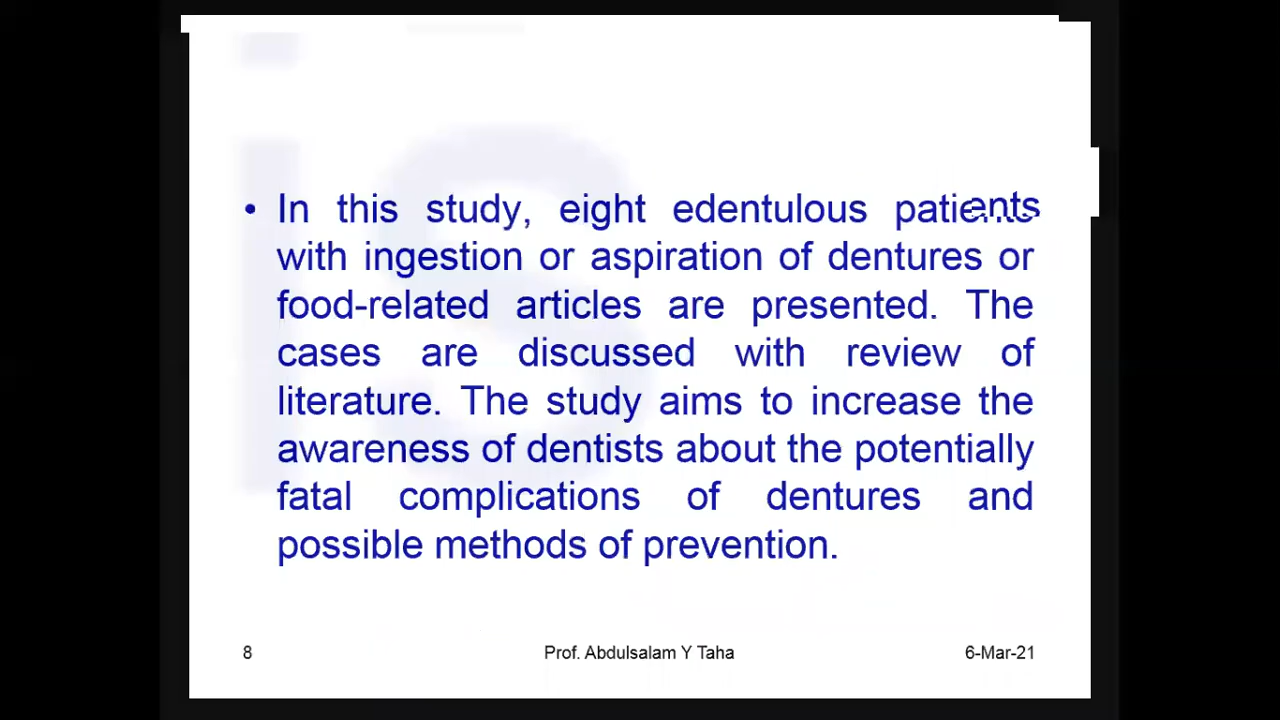 • In this study, eight edentulous patients
with ingestion or aspiration of dentures or
food-related articles are presented. The
cases are discussed with review of
literature. The study aims to increase the
awareness of dentists about the potentially
fatal complications of dentures and
possible methods of prevention.
8 Prof. Abdulsalam Y Taha 6-Mar-21